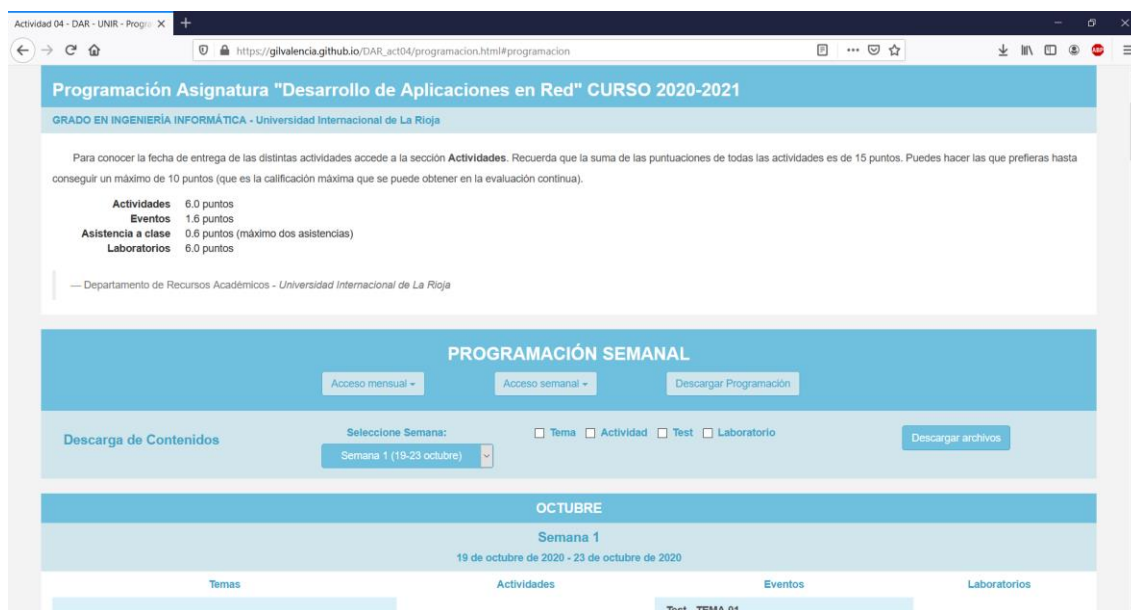 Actividad 04 - DAR - UNIR - Progra
https://gilvalencia.github.io/DAR_act04/programacion.html#programacion
Programación Asignatura "Desarrollo de Aplicaciones en Red" CURSO 2020-2021
GRADO EN INGENIERÍA INFORMÁTICA - Universidad Internacional de La Rioja
Para conocer la fecha de entrega de las distintas actividades accede a la sección Actividades. Recuerda que la suma de las puntuaciones de todas las actividades es de 15 puntos. Puedes hacer las que prefieras hasta
conseguir un máximo de 10 puntos (que es la calificación máxima que se puede obtener en la evaluación continua).
Actividades 6.0 puntos
Eventos 1.6 puntos
Asistencia a clase 0.6 puntos (máximo dos asistencias)
Laboratorios 6.0 puntos
— Departamento de Recursos Académicos - Universidad Internacional de La Rioja
PROGRAMACIÓN SEMANAL
Acceso mensual Acceso semanal Descargar Programación
Descarga de Contenidos
Seleccione Semana:
Semana 1 (19-23 octubre)
Tema Actividad Test Laboratorio
Descargar archivos
OCTUBRE
Semana 1
19 de octubre de 2020 - 23 de octubre de 2020
Temas Actividades Eventos Laboratorios
Test - TEMA 01